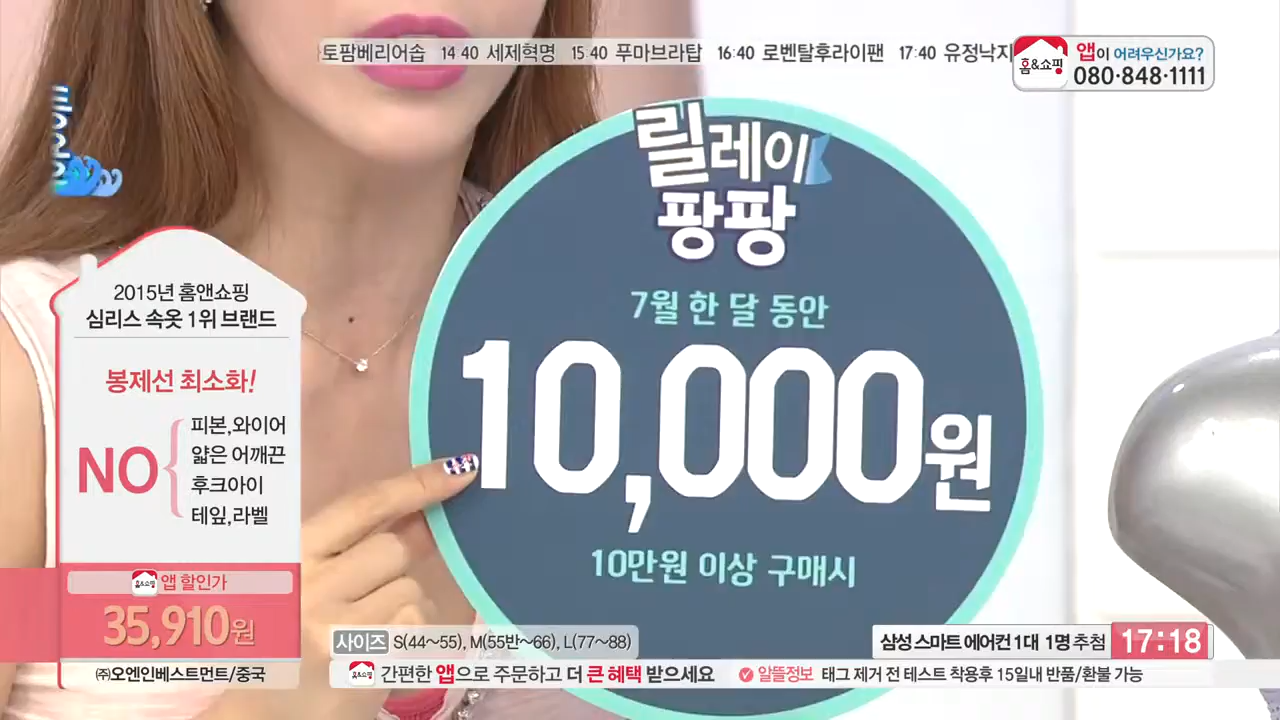 토팜베리어솝 14:40 세제혁명 15:40 푸마브라탑 16:40 로벤탈후라이팬 17:40 유정낙지
홈&쇼핑
앱이 어려우신가요?
080·848·1111
릴레이
팡팡
7월 한 달 동안
10,000원
10만원 이상 구매시
2015년 홈앤쇼핑
심리스 속옷 1위 브랜드
봉제선 최소화!
NO
피본,와이어
얇은 어깨끈
후크아이
테잎,라벨
홈&쇼핑 앱 할인가
35,910원
㈜오엔인베스트먼트/중국
사이즈 S(44~55), M(55반~66), L(77~88)
삼성 스마트 에어컨 1대 1명 추첨 17:18
홈&쇼핑 간편한 앱으로 주문하고 더 큰 혜택 받으세요
알뜰정보 태그 제거 전 테스트 착용후 15일내 반품/환불 가능